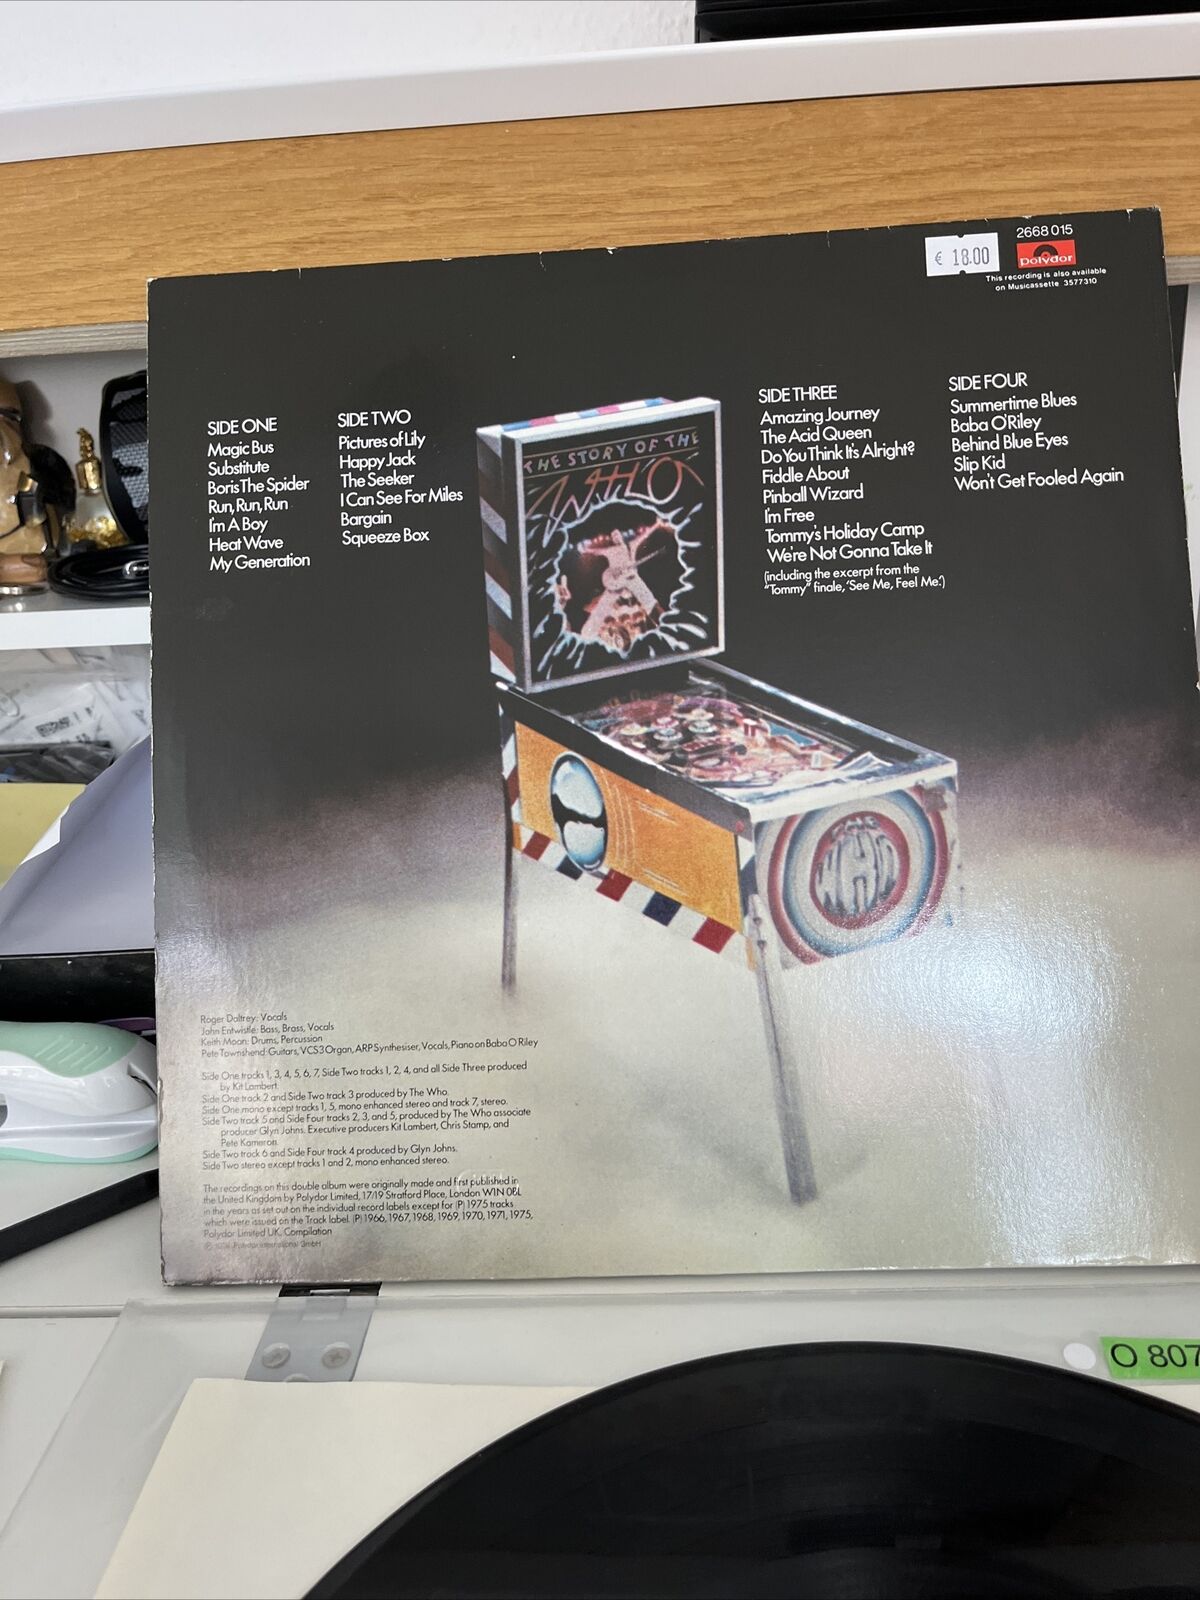 2668 015
€ 18.00
polydor
This recording is also available
on Musicassette 3577310
SIDE ONE
Magic Bus
Substitute
Boris The Spider
Run, Run, Run
I'm A Boy
Heat Wave
My Generation
SIDE TWO
Pictures of Lily
Happy Jack
The Seeker
I Can See For Miles
Bargain
Squeeze Box
THE STORY OF THE
WHO
SIDE THREE
Amazing Journey
The Acid Queen
Do You Think It's Alright?
Fiddle About
Pinball Wizard
I'm Free
Tommy's Holiday Camp
We're Not Gonna Take It
(including the excerpt from the
"Tommy" finale, 'See Me, Feel Me'.)
SIDE FOUR
Summertime Blues
Baba O'Riley
Behind Blue Eyes
Slip Kid
Won't Get Fooled Again
THE
WHO
Roger Daltrey: Vocals
John Entwistle: Bass, Brass, Vocals
Keith Moon: Drums, Percussion
Pete Townshend: Guitars, VCS3 Organ, ARP Synthesiser, Vocals, Piano on Baba O'Riley
Side One tracks 1, 3, 4, 5, 6, 7, Side Two tracks 1, 2, 4, and all Side Three produced
by Kit Lambert.
Side One track 2 and Side Two track 3 produced by The Who.
Side One mono except tracks 1, 5, mono enhanced stereo and track 7, stereo.
Side Two track 5 and Side Four tracks 2, 3, and 5, produced by The Who associate
producer Glyn Johns. Executive producers Kit Lambert, Chris Stamp, and
Pete Kameron.
Side Two track 6 and Side Four track 4 produced by Glyn Johns.
Side Two stereo except tracks 1 and 2, mono enhanced stereo.
The recordings on this double album were originally made and first published in
the United Kingdom by Polydor Limited, 17/19 Stratford Place, London W1N 0BL
in the years as set out on the individual record labels except for (P) 1975 tracks
which were issued on the Track label. (P) 1966, 1967, 1968, 1969, 1970, 1971, 1975,
Polydor Limited UK, Compilation
Polydor International GmbH
O 807